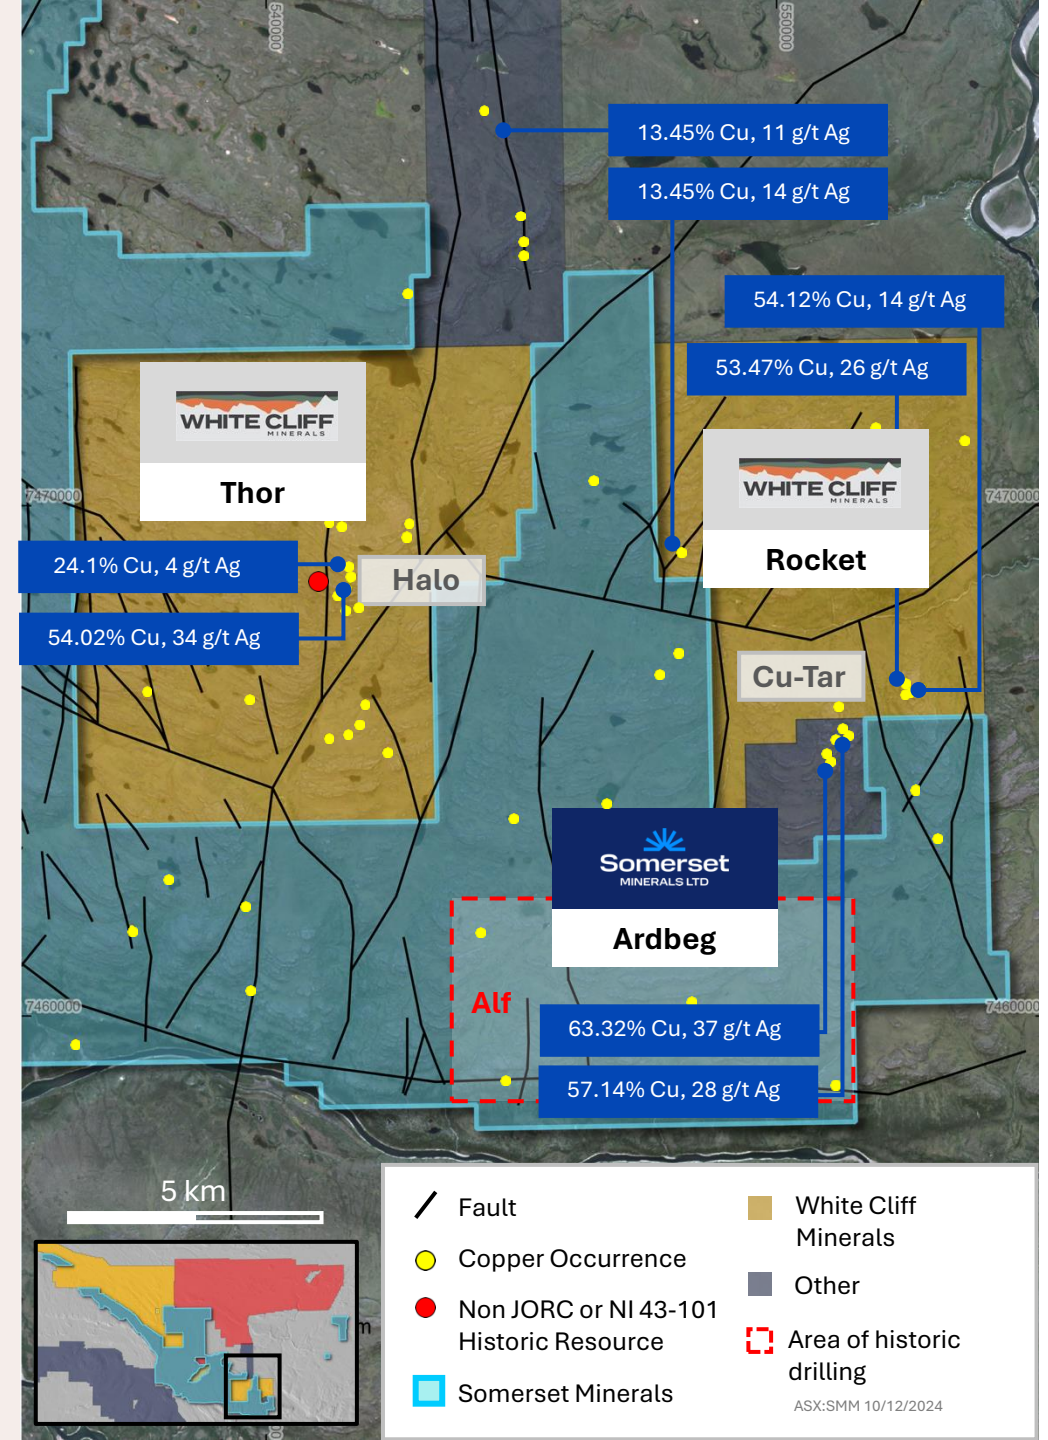 540000
550000
13.45% Cu, 11 g/t Ag
13.45% Cu, 14 g/t Ag
54.12% Cu, 14 g/t Ag
53.47% Cu, 26 g/t Ag
WHITE CLIFF
MINERALS
Thor
WHITE CLIFF
MINERALS
Rocket
7470000
7470000
24.1% Cu, 4 g/t Ag
Halo
54.02% Cu, 34 g/t Ag
Cu-Tar
Somerset
MINERALS LTD
Ardbeg
Alf
7460000
7460000
63.32% Cu, 37 g/t Ag
57.14% Cu, 28 g/t Ag
5 km
Fault
Copper Occurrence
Non JORC or NI 43-101
Historic Resource
Somerset Minerals
White Cliff
Minerals
Other
Area of historic
drilling
ASX:SMM 10/12/2024